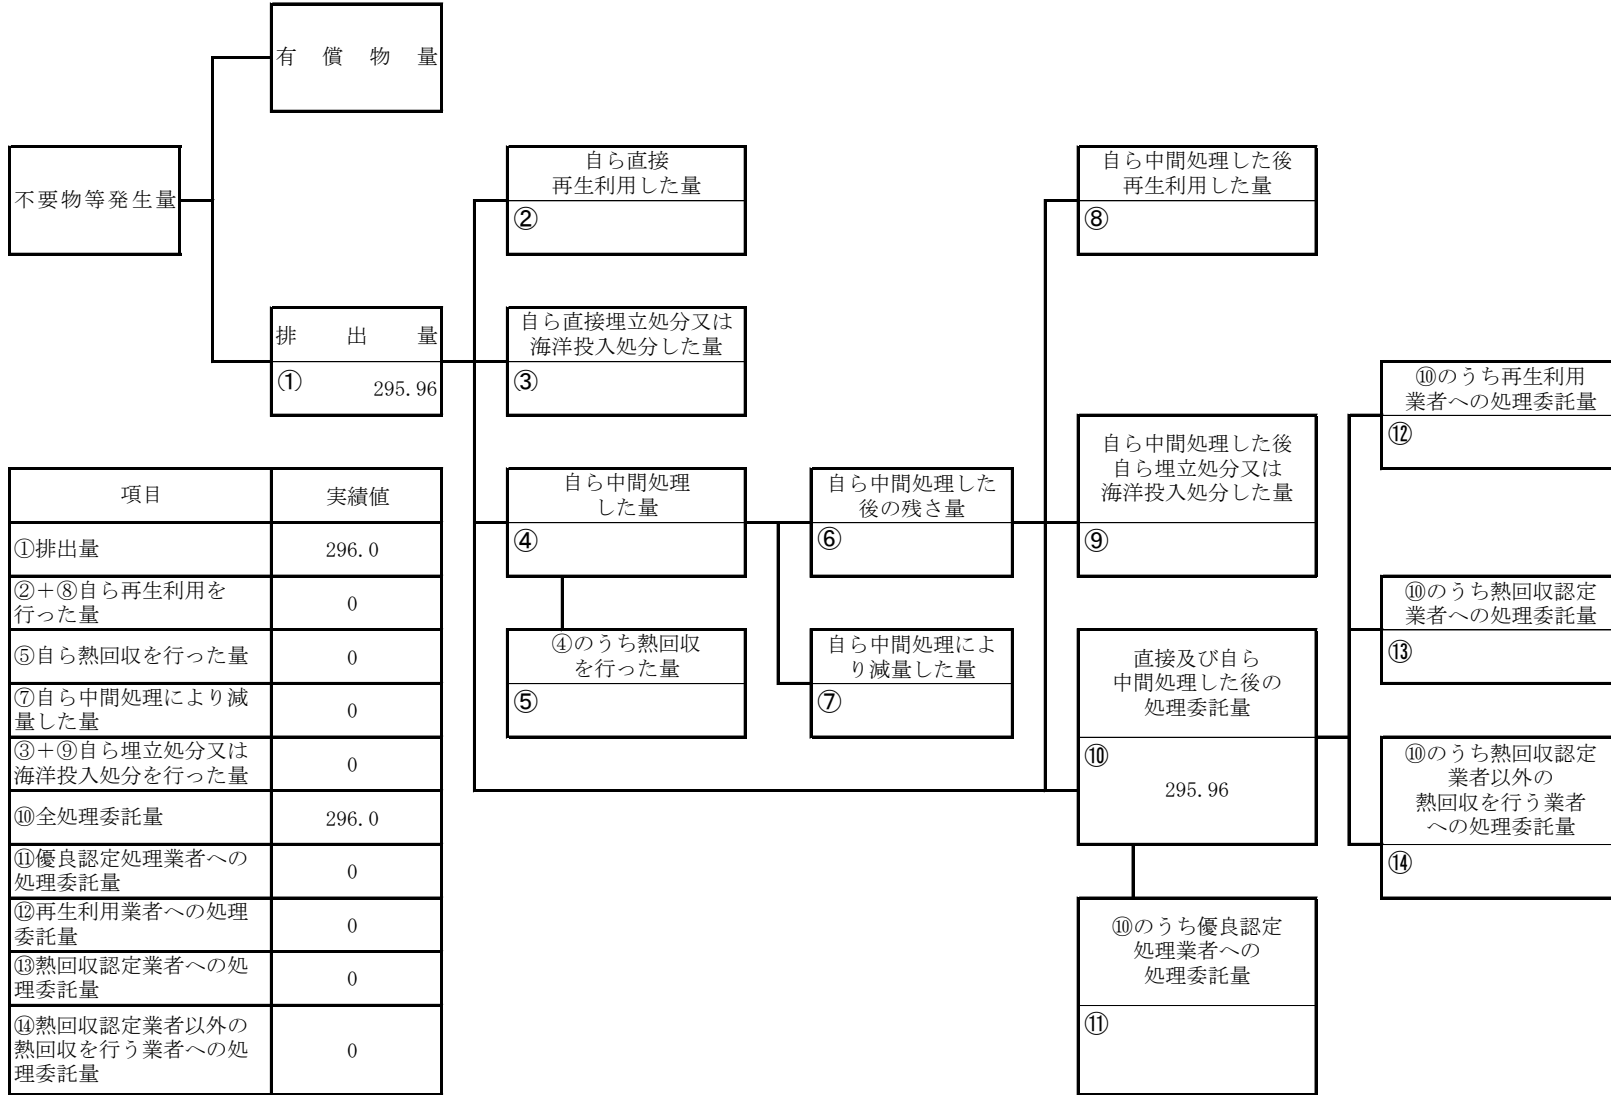 有償物量
不要物等発生量
排出量
①
295.96
自ら直接
再生利用した量
②
自ら直接埋立処分又は
海洋投入処分した量
③
自ら中間処理
した量
④
④のうち熱回収
を行った量
⑤
自ら中間処理した
後の残さ量
⑥
自ら中間処理によ
り減量した量
⑦
自ら中間処理した後
再生利用した量
⑧
自ら中間処理した後
自ら埋立処分又は
海洋投入処分した量
⑨
直接及び自ら
中間処理した後の
処理委託量
⑩
295.96
⑩のうち優良認定
処理業者への
処理委託量
⑪
⑩のうち再生利用
業者への処理委託量
⑫
⑩のうち熱回収認定
業者への処理委託量
⑬
⑩のうち熱回収認定
業者以外の
熱回収を行う業者
への処理委託量
⑭
項目 実績値
①排出量 296.0
②+⑧自ら再生利用を
行った量 0
⑤自ら熱回収を行った量 0
⑦自ら中間処理により減
量した量 0
③+⑨自ら埋立処分又は
海洋投入処分を行った量 0
⑩全処理委託量 296.0
⑪優良認定処理業者への
処理委託量 0
⑫再生利用業者への処理
委託量 0
⑬熱回収認定業者への処
理委託量 0
⑭熱回収認定業者以外の
熱回収を行う業者への処
理委託量 0